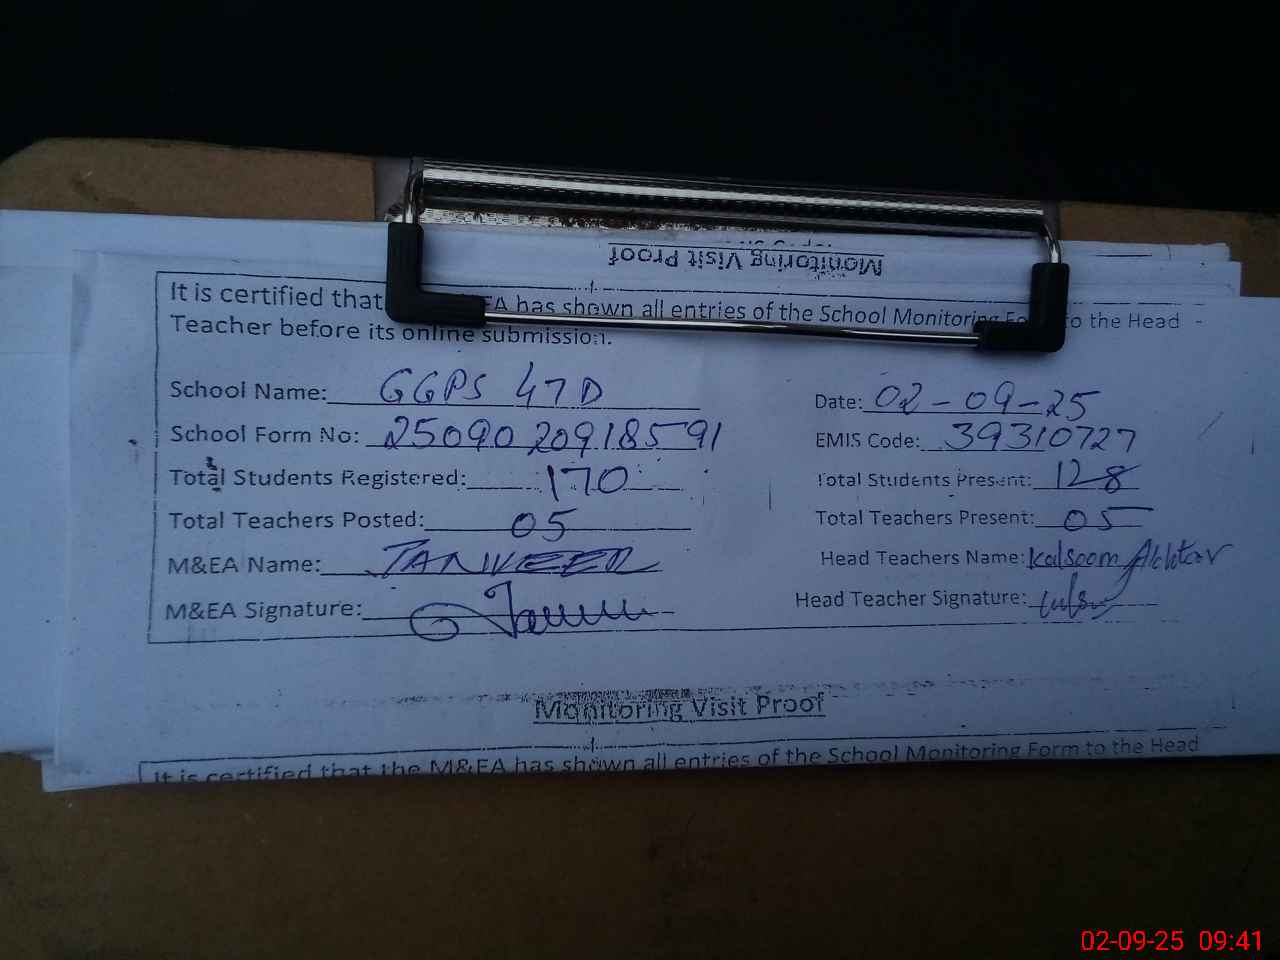 Monitoring Visit Proof
It is certified that EA has shown all entries of the School Monitoring Form to the Head
Teacher before its online submission.
School Name: GGPS 47D
Date: 02-09-25
School Form No: 2509020918591
EMIS Code: 39310727
Total Students Registered: 170
Total Students Present: 128
Total Teachers Posted: 05
Total Teachers Present: 05
M&EA Name: TANVEER
Head Teachers Name: Kalsoom Akhtar
M&EA Signature:
Head Teacher Signature:
Monitoring Visit Proof
It is certified that the M&EA has shown all entries of the School Monitoring Form to the Head
02-09-25 09:41